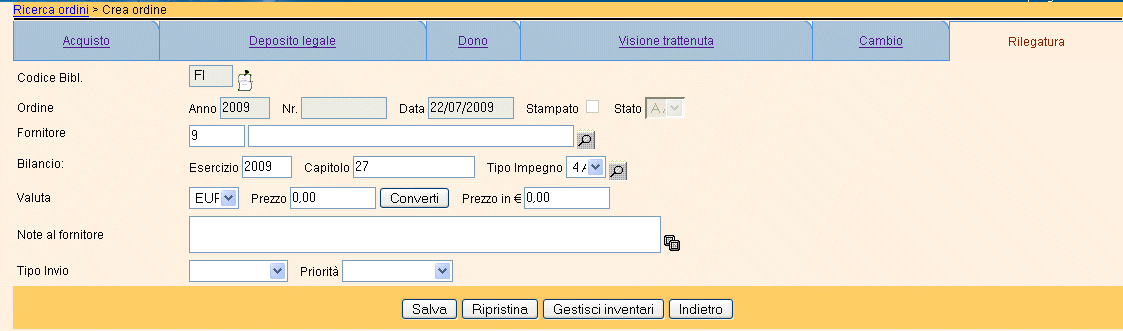 Ricerca ordini > Crea ordine
Acquisto Deposito legale Dono Visione trattenuta Cambio Rilegatura
Codice Bibl. FI
Ordine Anno 2009 Nr. Data 22/07/2009 Stampato Stato A
Fornitore 9
Bilancio: Esercizio 2009 Capitolo 27 Tipo Impegno 4
Valuta EUR Prezzo 0,00 Converti Prezzo in € 0,00
Note al fornitore
Tipo Invio Priorità
Salva Ripristina Gestisci inventari Indietro